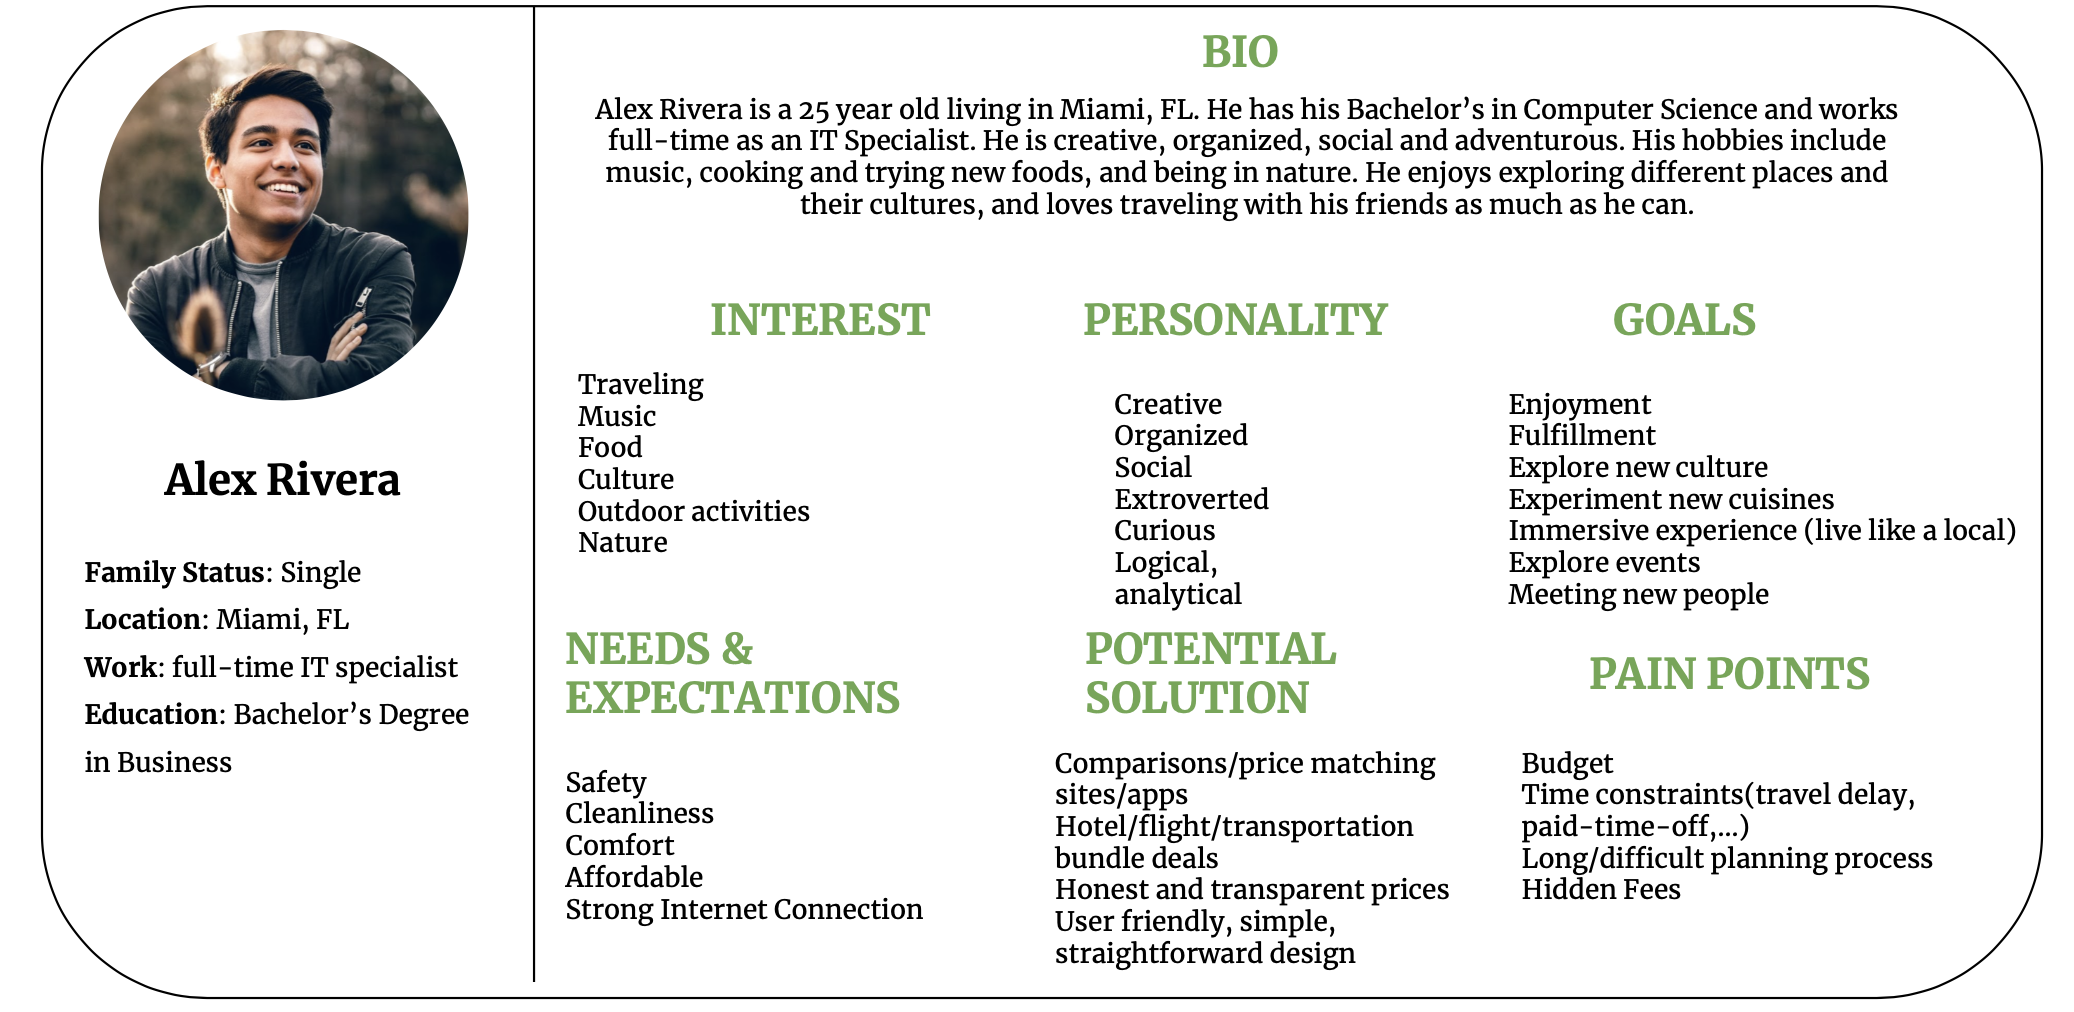 Alex Rivera
Family Status: Single
Location: Miami, FL
Work: full-time IT specialist
Education: Bachelor’s Degree
in Business
BIO
Alex Rivera is a 25 year old living in Miami, FL. He has his Bachelor’s in Computer Science and works
full-time as an IT Specialist. He is creative, organized, social and adventurous. His hobbies include
music, cooking and trying new foods, and being in nature. He enjoys exploring different places and
their cultures, and loves traveling with his friends as much as he can.
INTEREST
Traveling
Music
Food
Culture
Outdoor activities
Nature
PERSONALITY
Creative
Organized
Social
Extroverted
Curious
Logical,
analytical
GOALS
Enjoyment
Fulfillment
Explore new culture
Experiment new cuisines
Immersive experience (live like a local)
Explore events
Meeting new people
NEEDS &
EXPECTATIONS
Safety
Cleanliness
Comfort
Affordable
Strong Internet Connection
POTENTIAL
SOLUTION
Comparisons/price matching
sites/apps
Hotel/flight/transportation
bundle deals
Honest and transparent prices
User friendly, simple,
straightforward design
PAIN POINTS
Budget
Time constraints(travel delay,
paid-time-off,...)
Long/difficult planning process
Hidden Fees